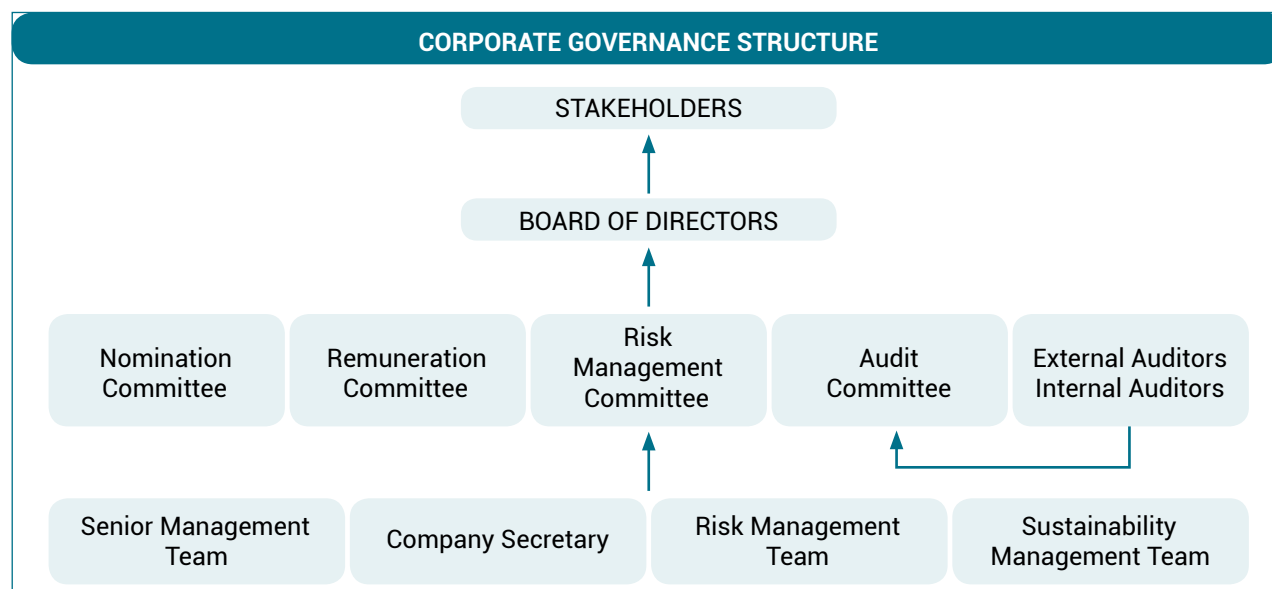 CORPORATE GOVERNANCE STRUCTURE
STAKEHOLDERS
BOARD OF DIRECTORS
Nomination
Committee
Remuneration
Committee
Risk
Management
Committee
Audit
Committee
External Auditors
Internal Auditors
Senior Management
Team
Company Secretary
Risk Management
Team
Sustainability
Management Team